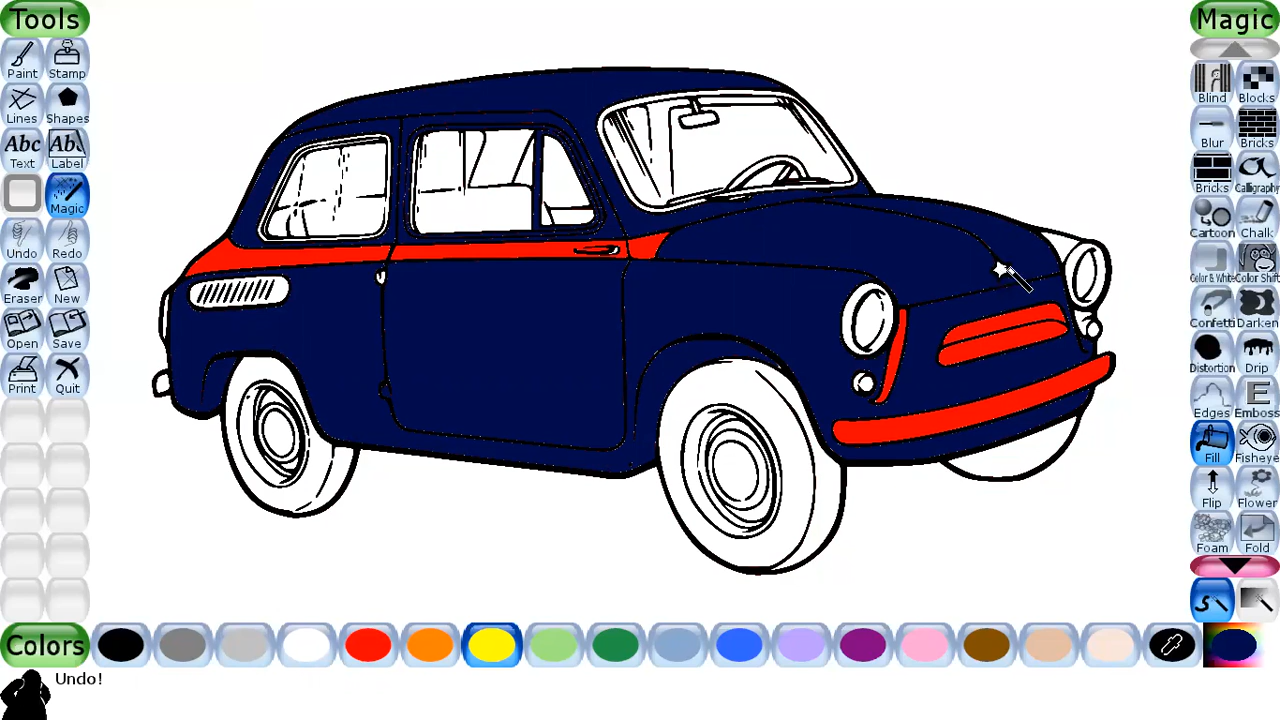 Tools
Magic
Paint
Stamp
Blind
Blocks
Lines
Shapes
Blur
Bricks
Abc
Abc
Text
Label
Bricks
Calligraphy
Magic
Cartoon
Chalk
Undo
Redo
Color & White
Color Shift
Eraser
New
Confetti
Darken
Open
Save
Distortion
Drip
Print
Quit
Edges
E
Emboss
Fill
Fisheye
Flip
Flower
Foam
Fold
Colors
Undo!